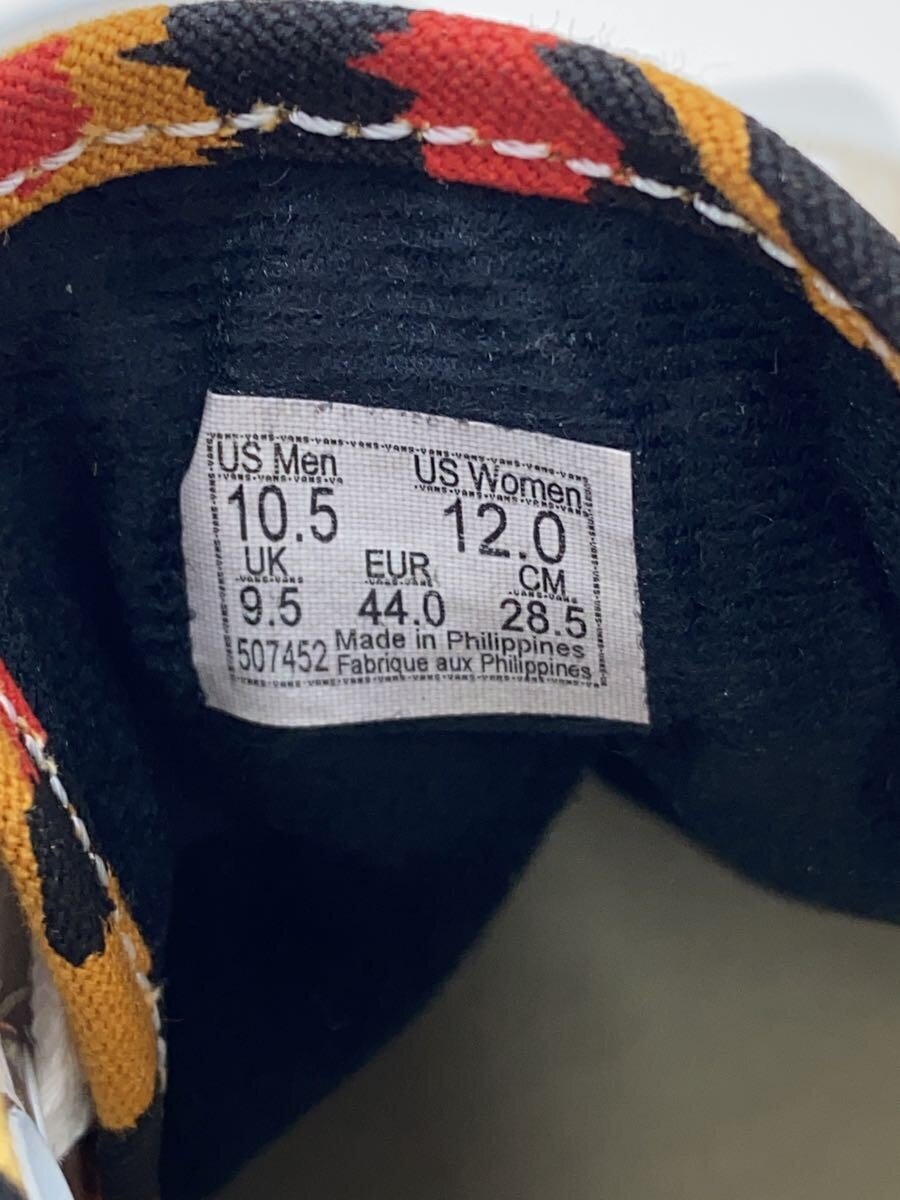 US Men US Women
10.5 12.0
UK EUR CM
9.5 44.0 28.5
507452 Made in Philippines
Fabrique aux Philippines